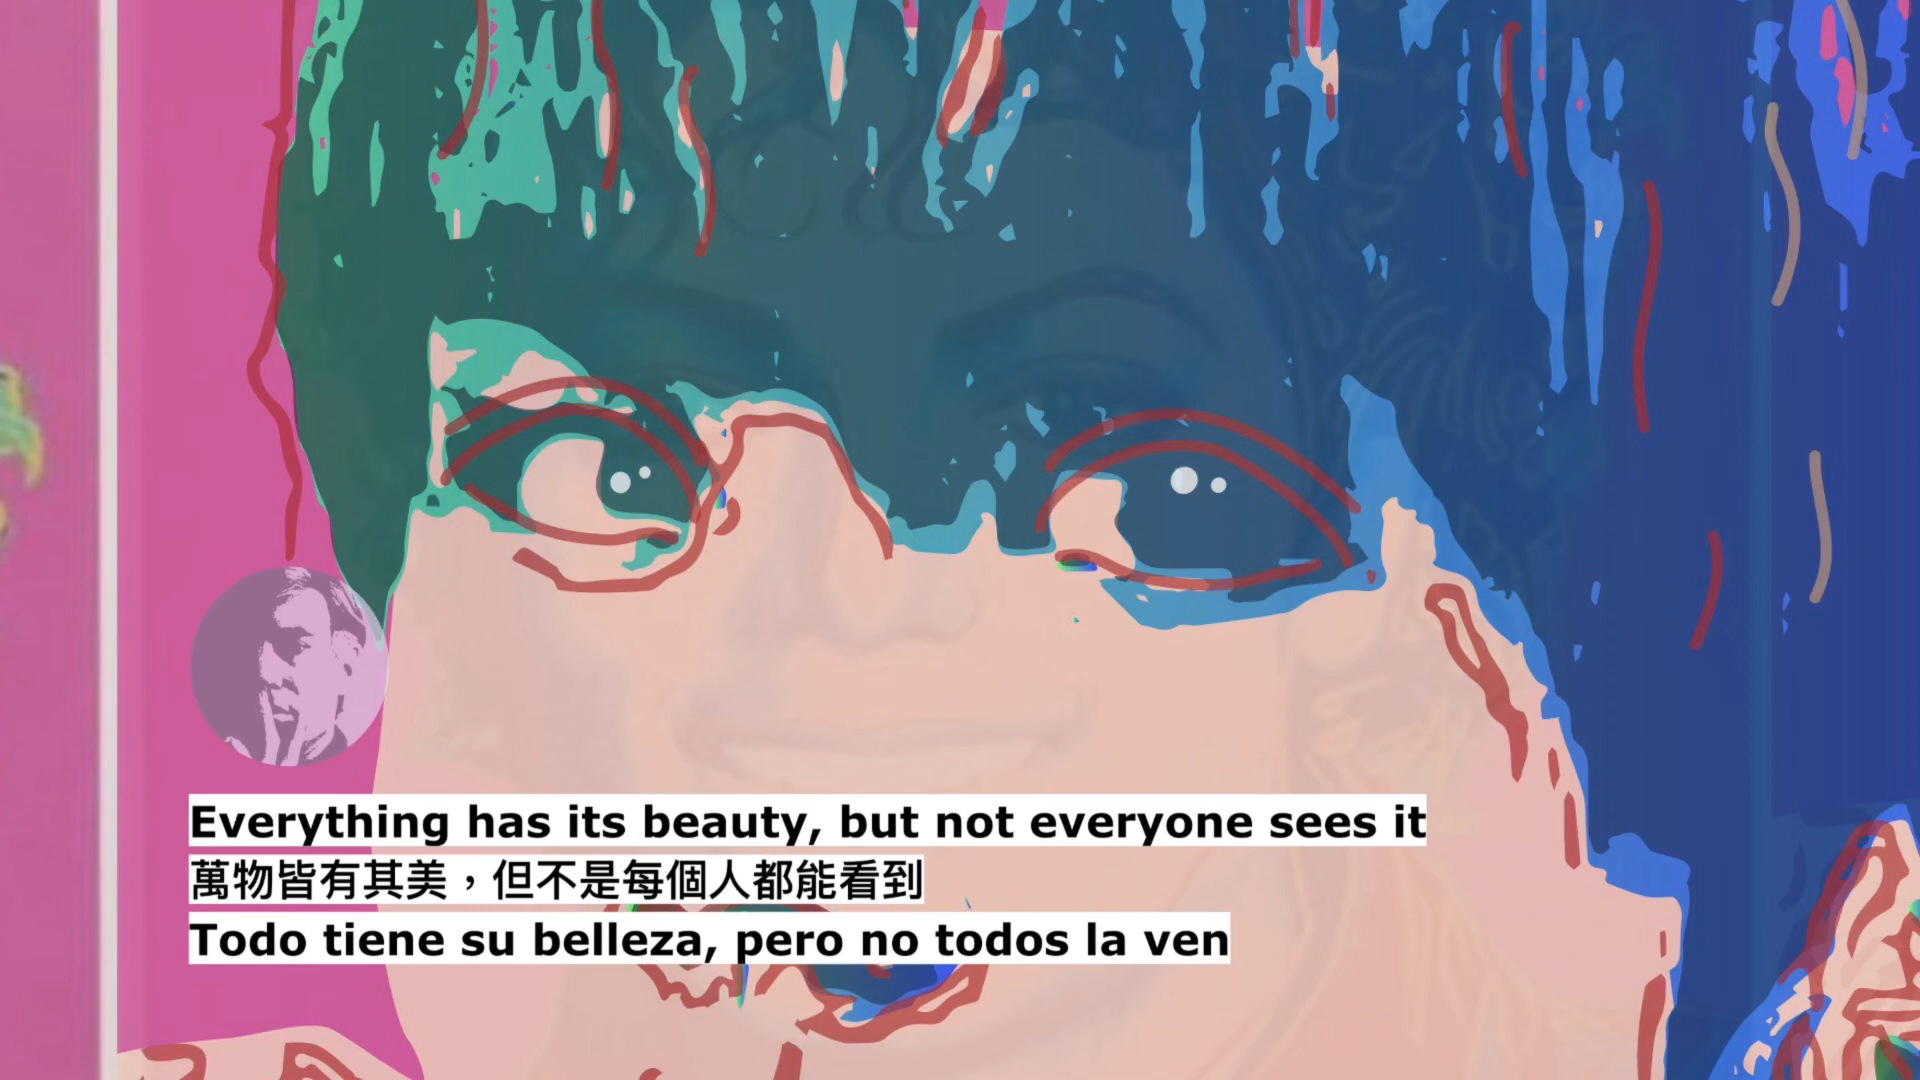 Everything has its beauty, but not everyone sees it
萬物皆有其美，但不是每個人都能看到
Todo tiene su belleza, pero no todos la ven